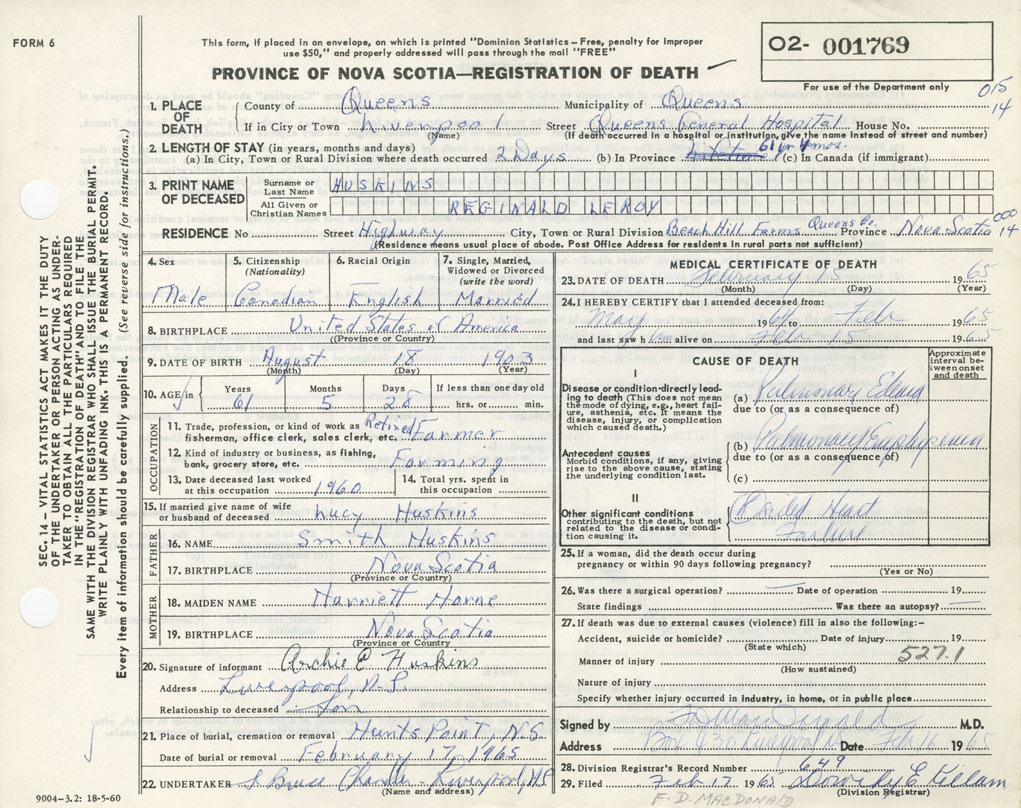 FORM 6
This form, if placed in an envelope, on which is printed "Dominion Statistics – Free, penalty for improper
use $50," and properly addressed will pass through the mail "FREE"
02- 001769
PROVINCE OF NOVA SCOTIA—REGISTRATION OF DEATH
For use of the Department only
015
14
1. PLACE OF DEATH County of Queens Municipality of Queens
If in City or Town Liverpool Street Queens General Hospital House No.
(Name) (If death occurred in a hospital or institution, give the name instead of street and number)
2. LENGTH OF STAY (in years, months and days) 61 yr 4 mos.
(a) In City, Town or Rural Division where death occurred 2 Days (b) In Province Lifetime (c) In Canada (if immigrant)
3. PRINT NAME OF DECEASED Surname or Last Name HUSKINS
All Given or Christian Names REGINALD LEROY
000
14
RESIDENCE No Street Highway City, Town or Rural Division Beach Hill Farms Queens Co. Province Nova Scotia
(Residence means usual place of abode. Post Office Address for residents in rural parts not sufficient)
4. Sex Male
5. Citizenship (Nationality) Canadian
6. Racial Origin English
7. Single, Married, Widowed or Divorced (write the word) Married
8. BIRTHPLACE United States of America
(Province or Country)
9. DATE OF BIRTH August 18 1903
(Month) (Day) (Year)
10. AGE in Years 61 Months 5 Days 28 If less than one day old hrs. or min.
OCCUPATION
11. Trade, profession, or kind of work as fisherman, office clerk, sales clerk, etc. Retired Farmer
12. Kind of industry or business, as fishing, bank, grocery store, etc. Farming
13. Date deceased last worked at this occupation 1960
14. Total yrs. spent in this occupation
15. If married give name of wife or husband of deceased Lucy Huskins
FATHER
16. NAME Smith Huskins
17. BIRTHPLACE Nova Scotia
(Province or Country)
MOTHER
18. MAIDEN NAME Harriett Horne
19. BIRTHPLACE Nova Scotia
(Province or Country)
20. Signature of informant Archie E Huskins
Address Liverpool, N.S.
Relationship to deceased Son
21. Place of burial, cremation or removal Hunts Point, N.S.
Date of burial or removal February 17, 1965
22. UNDERTAKER Bruce Chandler Liverpool, N.S.
(Name and address)
MEDICAL CERTIFICATE OF DEATH
23. DATE OF DEATH February 15 1965
(Month) (Day) (Year)
24. I HEREBY CERTIFY that I attended deceased from:
May 1964 to Feb 1965
and last saw him alive on Feb 15 1965
CAUSE OF DEATH
Approximate interval between onset and death
I
Disease or condition directly leading to death (This does not mean the mode of dying, e.g., heart failure, asthenia, etc. It means the disease, injury, or complication which caused death.)
(a) Pulmonary Edema
due to (or as a consequence of)
Antecedent causes
Morbid conditions, if any, giving rise to the above cause, stating the underlying condition last.
(b) Pulmonary Emphysema
due to (or as a consequence of)
(c)
II
Other significant conditions contributing to the death, but not related to the disease or condition causing it.
Sided Heart
Failure
25. If a woman, did the death occur during pregnancy or within 90 days following pregnancy?
(Yes or No)
26. Was there a surgical operation? Date of operation 19
State findings Was there an autopsy?
27. If death was due to external causes (violence) fill in also the following:–
Accident, suicide or homicide? Date of injury 19
(State which)
527.1
Manner of injury
(How sustained)
Nature of injury
Specify whether injury occurred in industry, in home, or in public place
Signed by F D MacDonald M.D.
Address Box 430 Liverpool NS Date Feb 16 1965
28. Division Registrar's Record Number 649
29. Filed Feb 17 1965 Dorothy E Killam
(Division Registrar)
F. D. MACDONALD
SEC. 14 – VITAL STATISTICS ACT MAKES IT THE DUTY
OF THE UNDERTAKER OR PERSON ACTING AS UNDER-
TAKER TO OBTAIN ALL THE PARTICULARS REQUIRED
IN THE "REGISTRATION OF DEATH" AND TO FILE THE
SAME WITH THE DIVISION REGISTRAR WHO SHALL ISSUE THE BURIAL PERMIT.
WRITE PLAINLY WITH UNFADING INK. THIS IS A PERMANENT RECORD.
Every item of information should be carefully supplied. (See reverse side for instructions.)
9004-3.2: 18-5-60